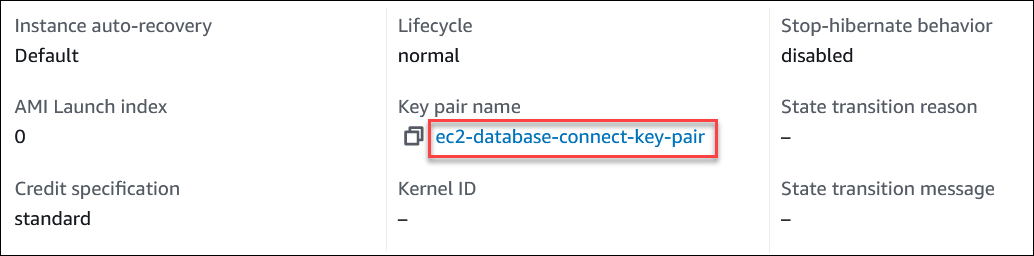 Instance auto-recovery
Default
Lifecycle
normal
Stop-hibernate behavior
disabled
AMI Launch index
0
Key pair name
ec2-database-connect-key-pair
State transition reason
–
Credit specification
standard
Kernel ID
–
State transition message
–